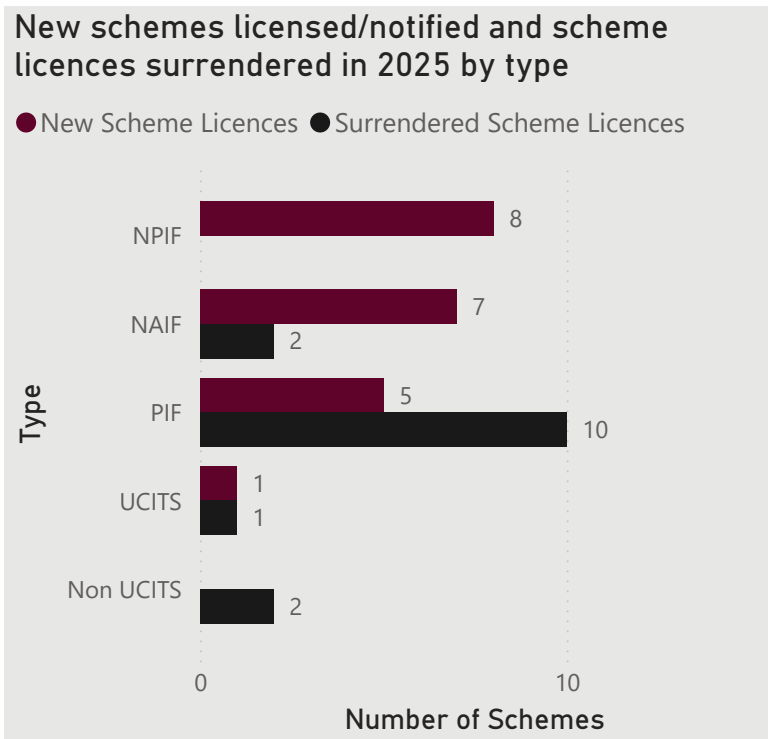 New schemes licensed/notified and scheme
licences surrendered in 2025 by type
New Scheme Licences Surrendered Scheme Licences
NPIF 8
NAIF 7
2
PIF 5
10
UCITS 1
1
Non UCITS 2
Type
0 10
Number of Schemes